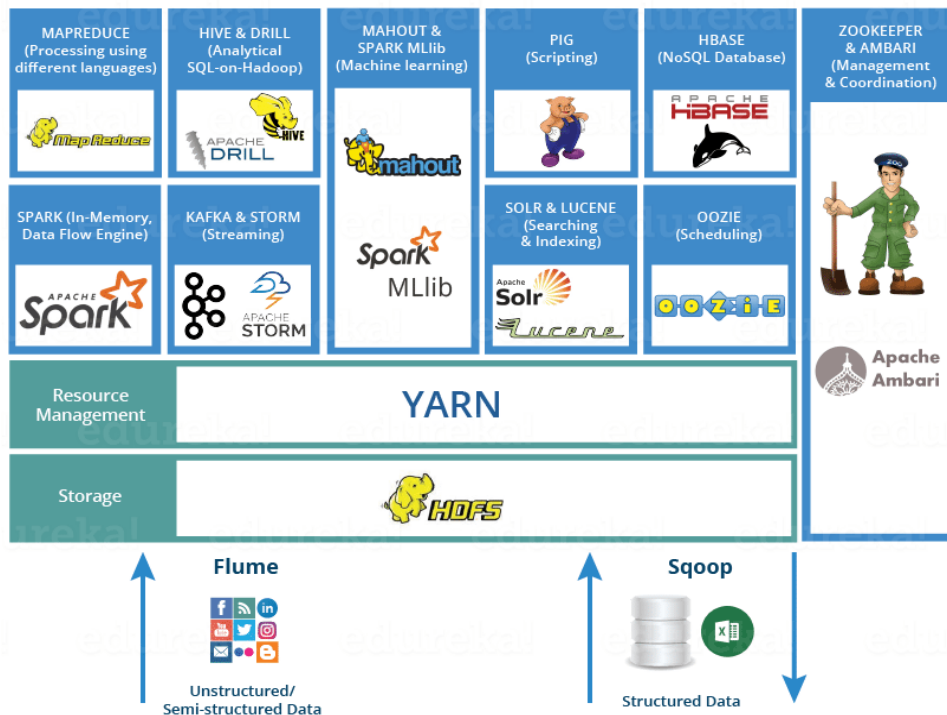 edureka!
MAPREDUCE
(Processing using
different languages)
Map Reduce
HIVE & DRILL
(Analytical
SQL-on-Hadoop)
HIVE
APACHE
DRILL
MAHOUT &
SPARK MLlib
(Machine learning)
mahout
Spark
MLlib
PIG
(Scripting)
HBASE
(NoSQL Database)
APACHE
HBASE
ZOOKEEPER
& AMBARI
(Management
& Coordination)
ZOO
Apache
Ambari
SPARK (In-Memory,
Data Flow Engine)
APACHE
Spark
KAFKA & STORM
(Streaming)
APACHE
STORM
SOLR & LUCENE
(Searching
& Indexing)
Apache
Solr
Lucene
OOZIE
(Scheduling)
OOZiE
Resource
Management
YARN
Storage
HDFS
Flume
Unstructured/
Semi-structured Data
Sqoop
Structured Data